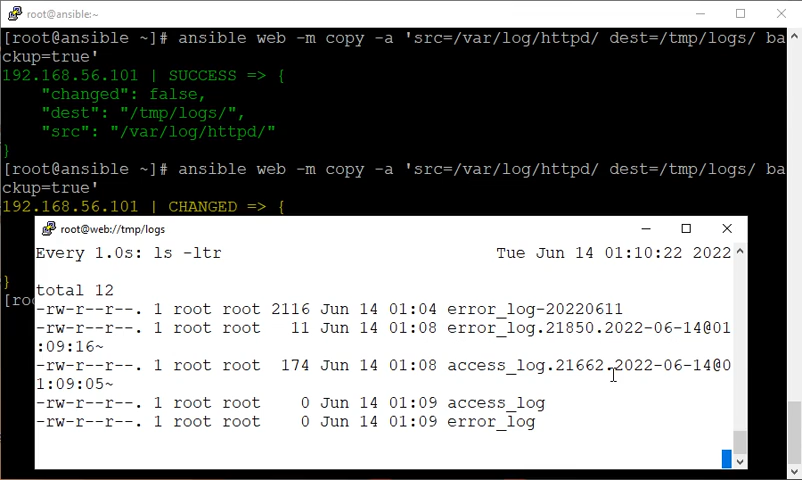 root@ansible:~
[root@ansible ~]# ansible web -m copy -a 'src=/var/log/httpd/ dest=/tmp/logs/ ba
ckup=true'
192.168.56.101 | SUCCESS => {
    "changed": false,
    "dest": "/tmp/logs/",
    "src": "/var/log/httpd/"
}
[root@ansible ~]# ansible web -m copy -a 'src=/var/log/httpd/ dest=/tmp/logs/ ba
ckup=true'
192.168.56.101 | CHANGED => {
root@web://tmp/logs
Every 1.0s: ls -ltr                         Tue Jun 14 01:10:22 2022
total 12
-rw-r--r--. 1 root root 2116 Jun 14 01:04 error_log-20220611
-rw-r--r--. 1 root root   11 Jun 14 01:08 error_log.21850.2022-06-14@01
:09:16~
-rw-r--r--. 1 root root  174 Jun 14 01:08 access_log.21662.2022-06-14@0
1:09:05~
-rw-r--r--. 1 root root    0 Jun 14 01:09 access_log
-rw-r--r--. 1 root root    0 Jun 14 01:09 error_log
}